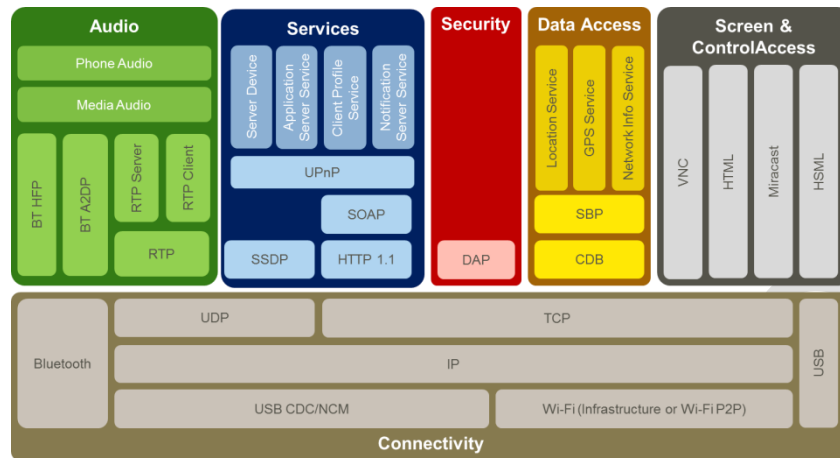 Audio
Phone Audio
Media Audio
BT HFP
BT A2DP
RTP Server
RTP Client
RTP
Services
Server Device
Application
Server Service
Client Profile
Service
Notification
Server Service
UPnP
SOAP
SSDP
HTTP 1.1
Security
DAP
Data Access
Location Service
GPS Service
Network Info Service
SBP
CDB
Screen &
ControlAccess
VNC
HTML
Miracast
HSML
Bluetooth
UDP
TCP
IP
USB CDC/NCM
Wi-Fi (Infrastructure or Wi-Fi P2P)
USB
Connectivity